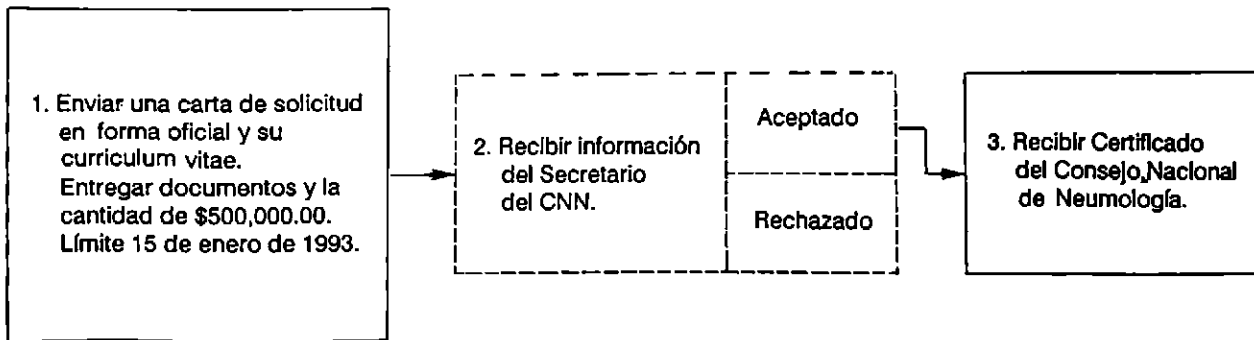 1. Enviar una carta de solicitud
en forma oficial y su
curriculum vitae.
Entregar documentos y la
cantidad de $500,000.00.
Límite 15 de enero de 1993.
2. Recibir información
del Secretario
del CNN.
Aceptado
Rechazado
3. Recibir Certificado
del Consejo Nacional
de Neumología.